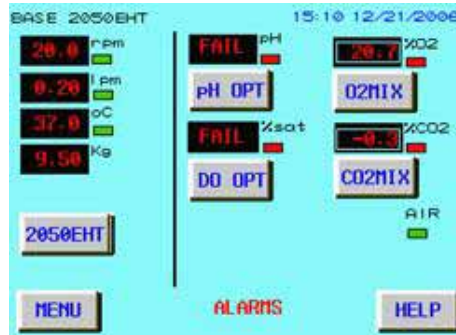 BASE 2050EHT 15:10 12/21/2006
20.0 rpm
0.20 lpm
37.0 oC
9.50 Kg
2050EHT
MENU
FAIL pH
pH OPT
FAIL %sat
DO OPT
ALARMS
20.7 %O2
O2MIX
-0.3 %CO2
CO2MIX
AIR
HELP